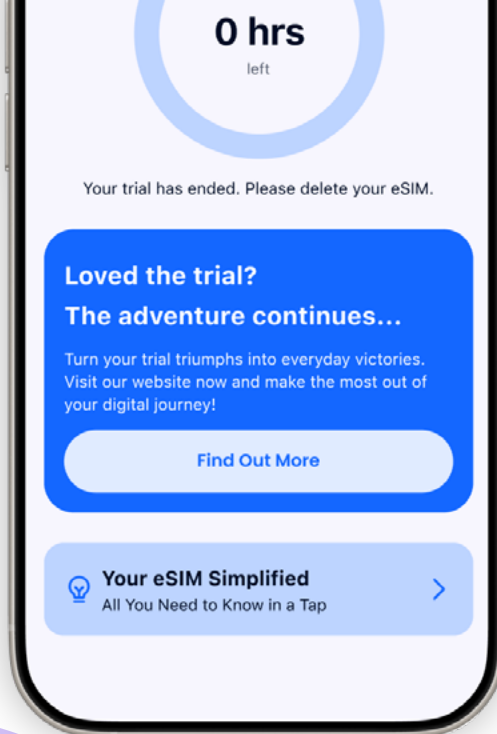 0 hrs
left
Your trial has ended. Please delete your eSIM.
Loved the trial?
The adventure continues...
Turn your trial triumphs into everyday victories.
Visit our website now and make the most out of
your digital journey!
Find Out More
Your eSIM Simplified
All You Need to Know in a Tap